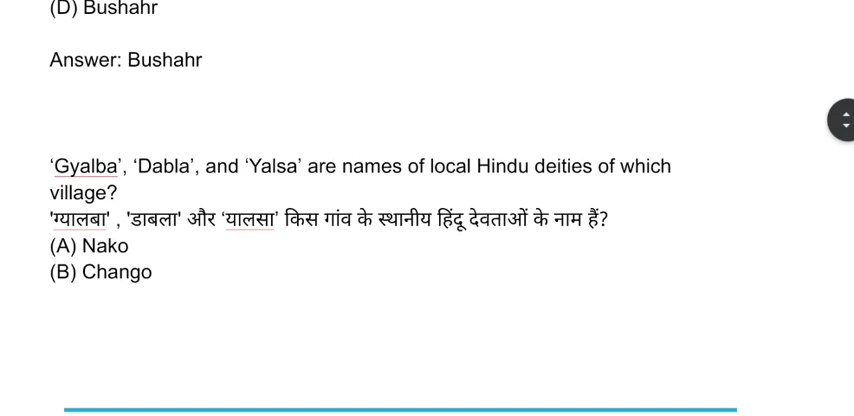 (D) Bushahr
Answer: Bushahr
‘Gyalba’, ‘Dabla’, and ‘Yalsa’ are names of local Hindu deities of which
village?
'ग्यालबा' , 'डाबला' और ‘यालसा’ किस गांव के स्थानीय हिंदू देवताओं के नाम हैं?
(A) Nako
(B) Chango